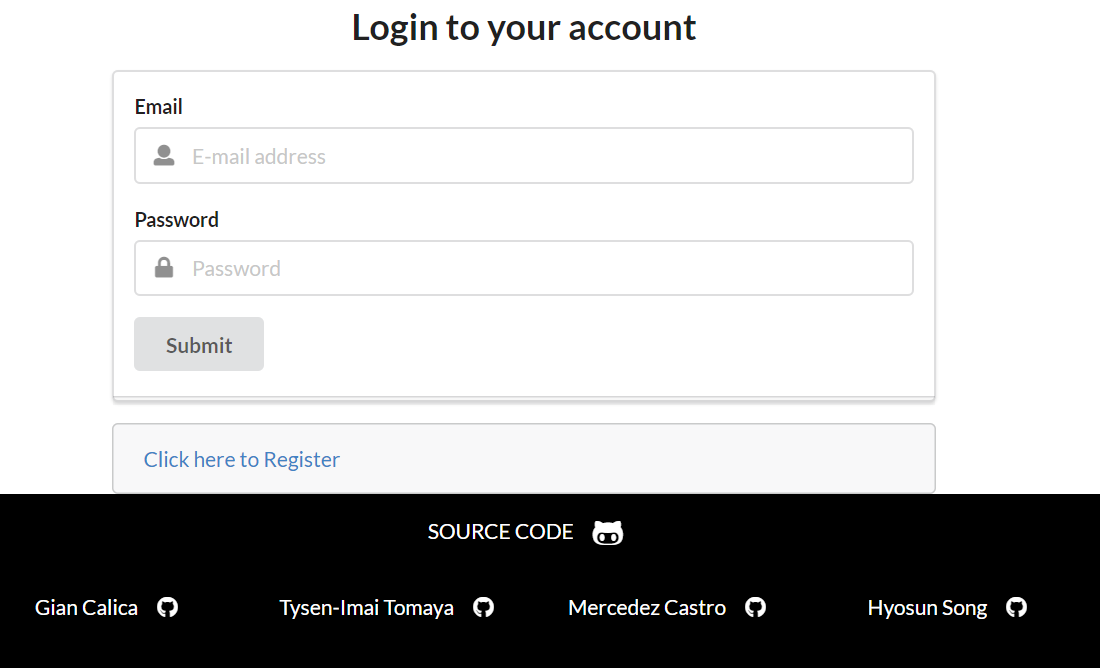 Login to your account
Email
E-mail address
Password
Password
Submit
Click here to Register
SOURCE CODE
Gian Calica Tysen-Imai Tomaya Mercedez Castro Hyosun Song